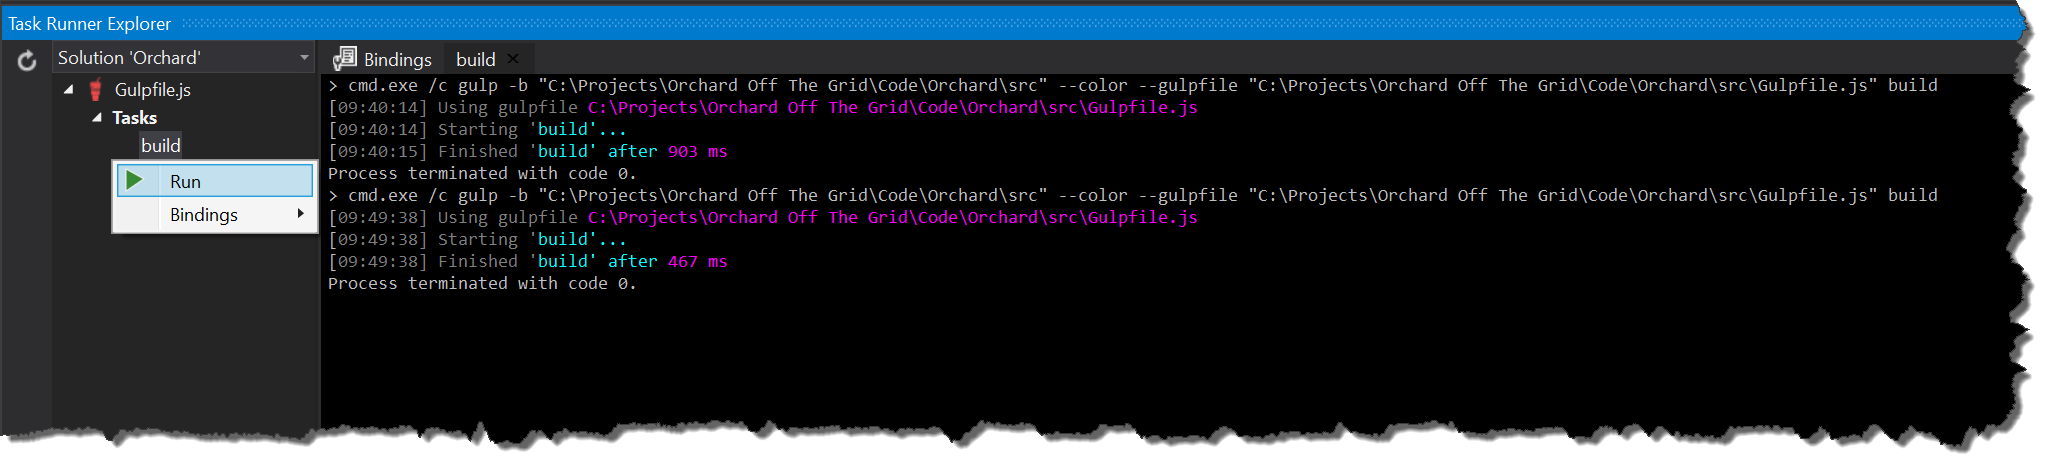 Task Runner Explorer
Solution 'Orchard'
Gulpfile.js
Tasks
build
Run
Bindings
Bindings build
> cmd.exe /c gulp -b "C:\Projects\Orchard Off The Grid\Code\Orchard\src" --color --gulpfile "C:\Projects\Orchard Off The Grid\Code\Orchard\src\Gulpfile.js" build
[09:40:14] Using gulpfile C:\Projects\Orchard Off The Grid\Code\Orchard\src\Gulpfile.js
[09:40:14] Starting 'build'...
[09:40:15] Finished 'build' after 903 ms
Process terminated with code 0.
> cmd.exe /c gulp -b "C:\Projects\Orchard Off The Grid\Code\Orchard\src" --color --gulpfile "C:\Projects\Orchard Off The Grid\Code\Orchard\src\Gulpfile.js" build
[09:49:38] Using gulpfile C:\Projects\Orchard Off The Grid\Code\Orchard\src\Gulpfile.js
[09:49:38] Starting 'build'...
[09:49:38] Finished 'build' after 467 ms
Process terminated with code 0.